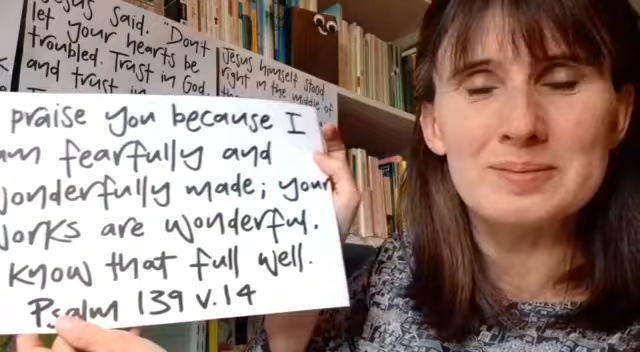 Jesus said. "Don't
let your hearts be
troubled. Trust in God,
and trust in
Jesus himself stood
right in the middle of
praise you because I
am fearfully and
wonderfully made; your
works are wonderful.
know that full well.
Psalm 139 v.14